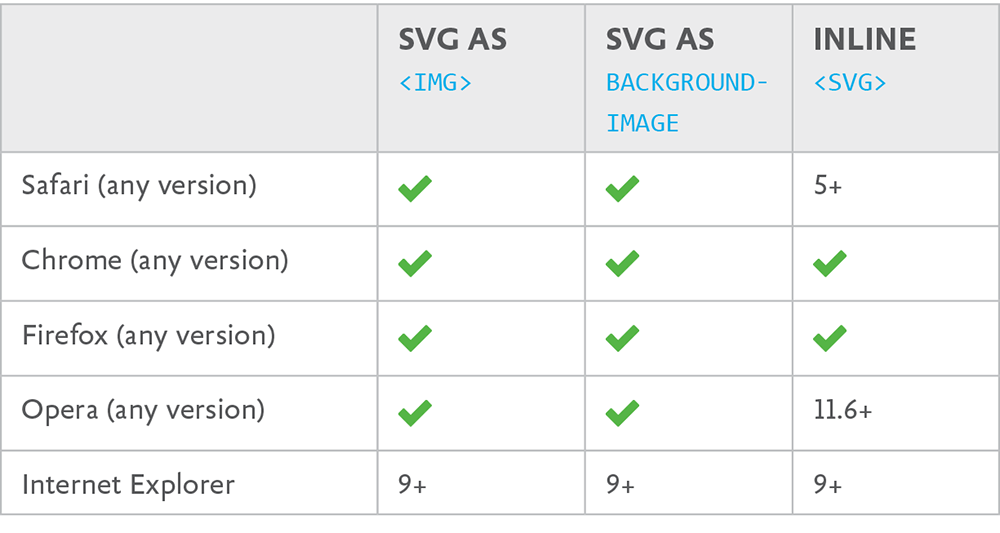 SVG AS SVG AS INLINE
<IMG> BACKGROUND- <SVG>
IMAGE
Safari (any version) ✔ ✔ 5+
Chrome (any version) ✔ ✔ ✔
Firefox (any version) ✔ ✔ ✔
Opera (any version) ✔ ✔ 11.6+
Internet Explorer 9+ 9+ 9+